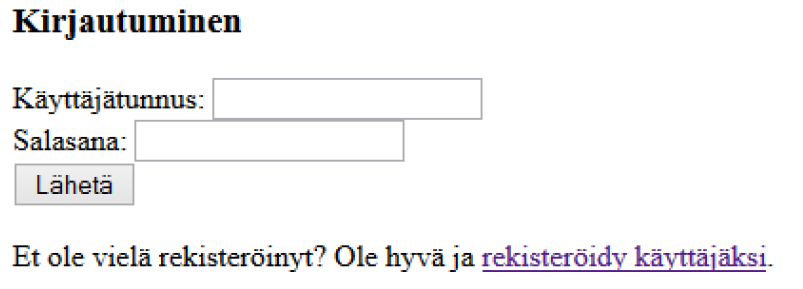 Kirjautuminen
Käyttäjätunnus:
Salasana:
Lähetä
Et ole vielä rekisteröinyt? Ole hyvä ja rekisteröidy käyttäjäksi.